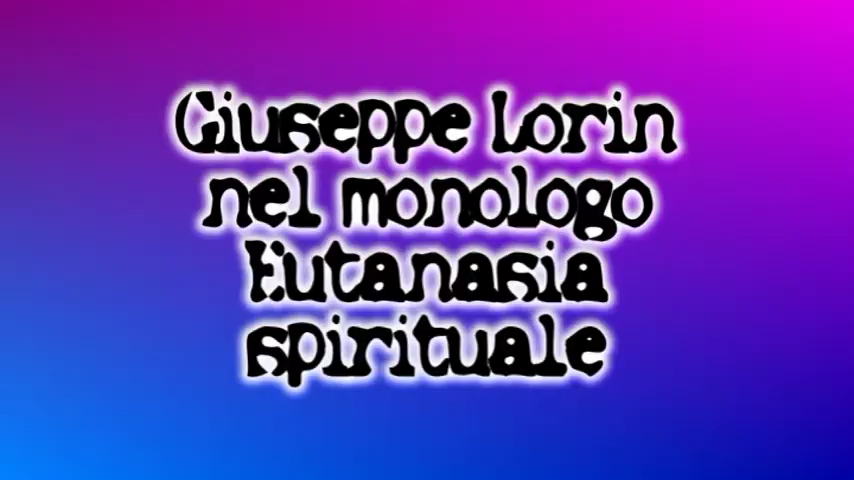 Giuseppe Lorin
nel monologo
Eutanasia
spirituale